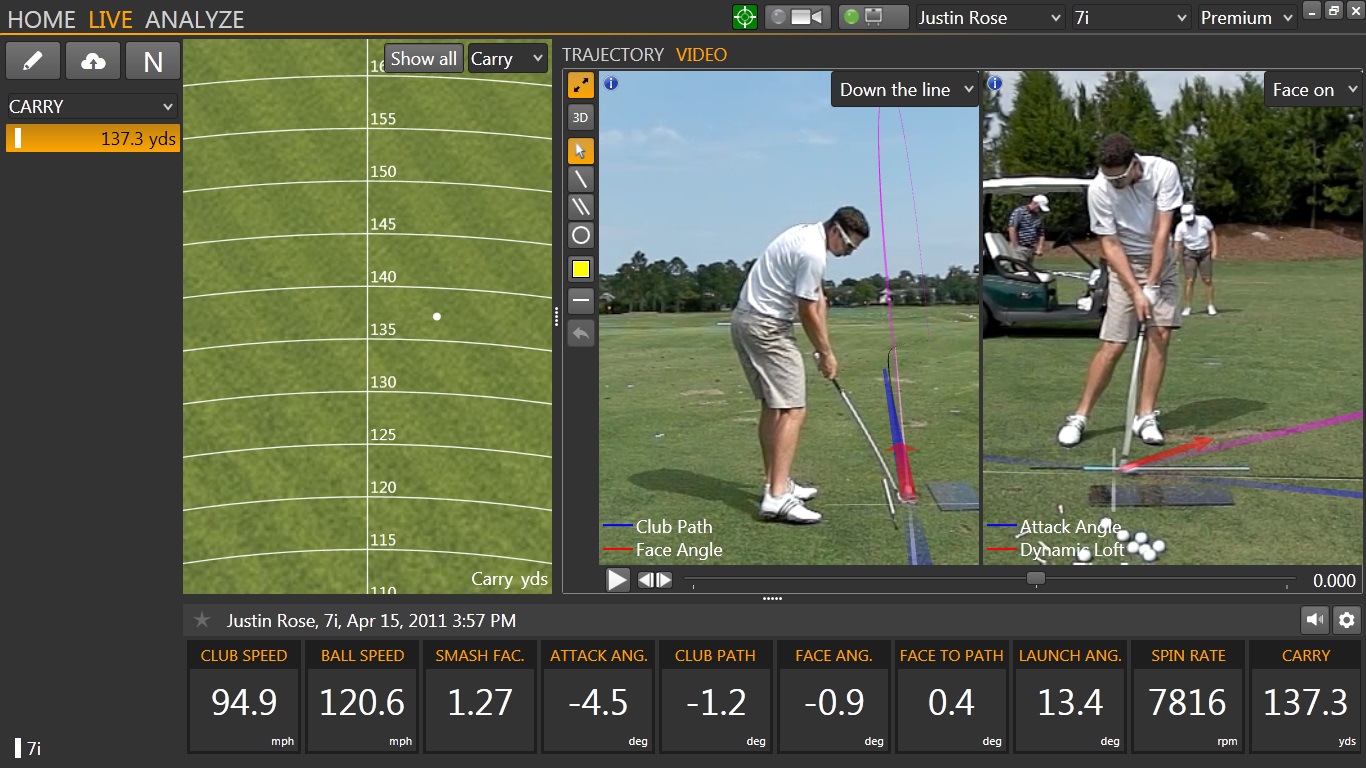 HOME LIVE ANALYZE
Justin Rose
7i
Premium
N
CARRY
137.3 yds
7i
Show all
Carry
155
150
145
140
135
130
125
120
115
110
Carry yds
TRAJECTORY VIDEO
3D
Down the line
Club Path
Face Angle
Face on
Attack Angle
Dynamic Loft
0.000
Justin Rose, 7i, Apr 15, 2011 3:57 PM
CLUB SPEED
94.9
mph
BALL SPEED
120.6
mph
SMASH FAC.
1.27
ATTACK ANG.
-4.5
deg
CLUB PATH
-1.2
deg
FACE ANG.
-0.9
deg
FACE TO PATH
0.4
deg
LAUNCH ANG.
13.4
deg
SPIN RATE
7816
rpm
CARRY
137.3
yds